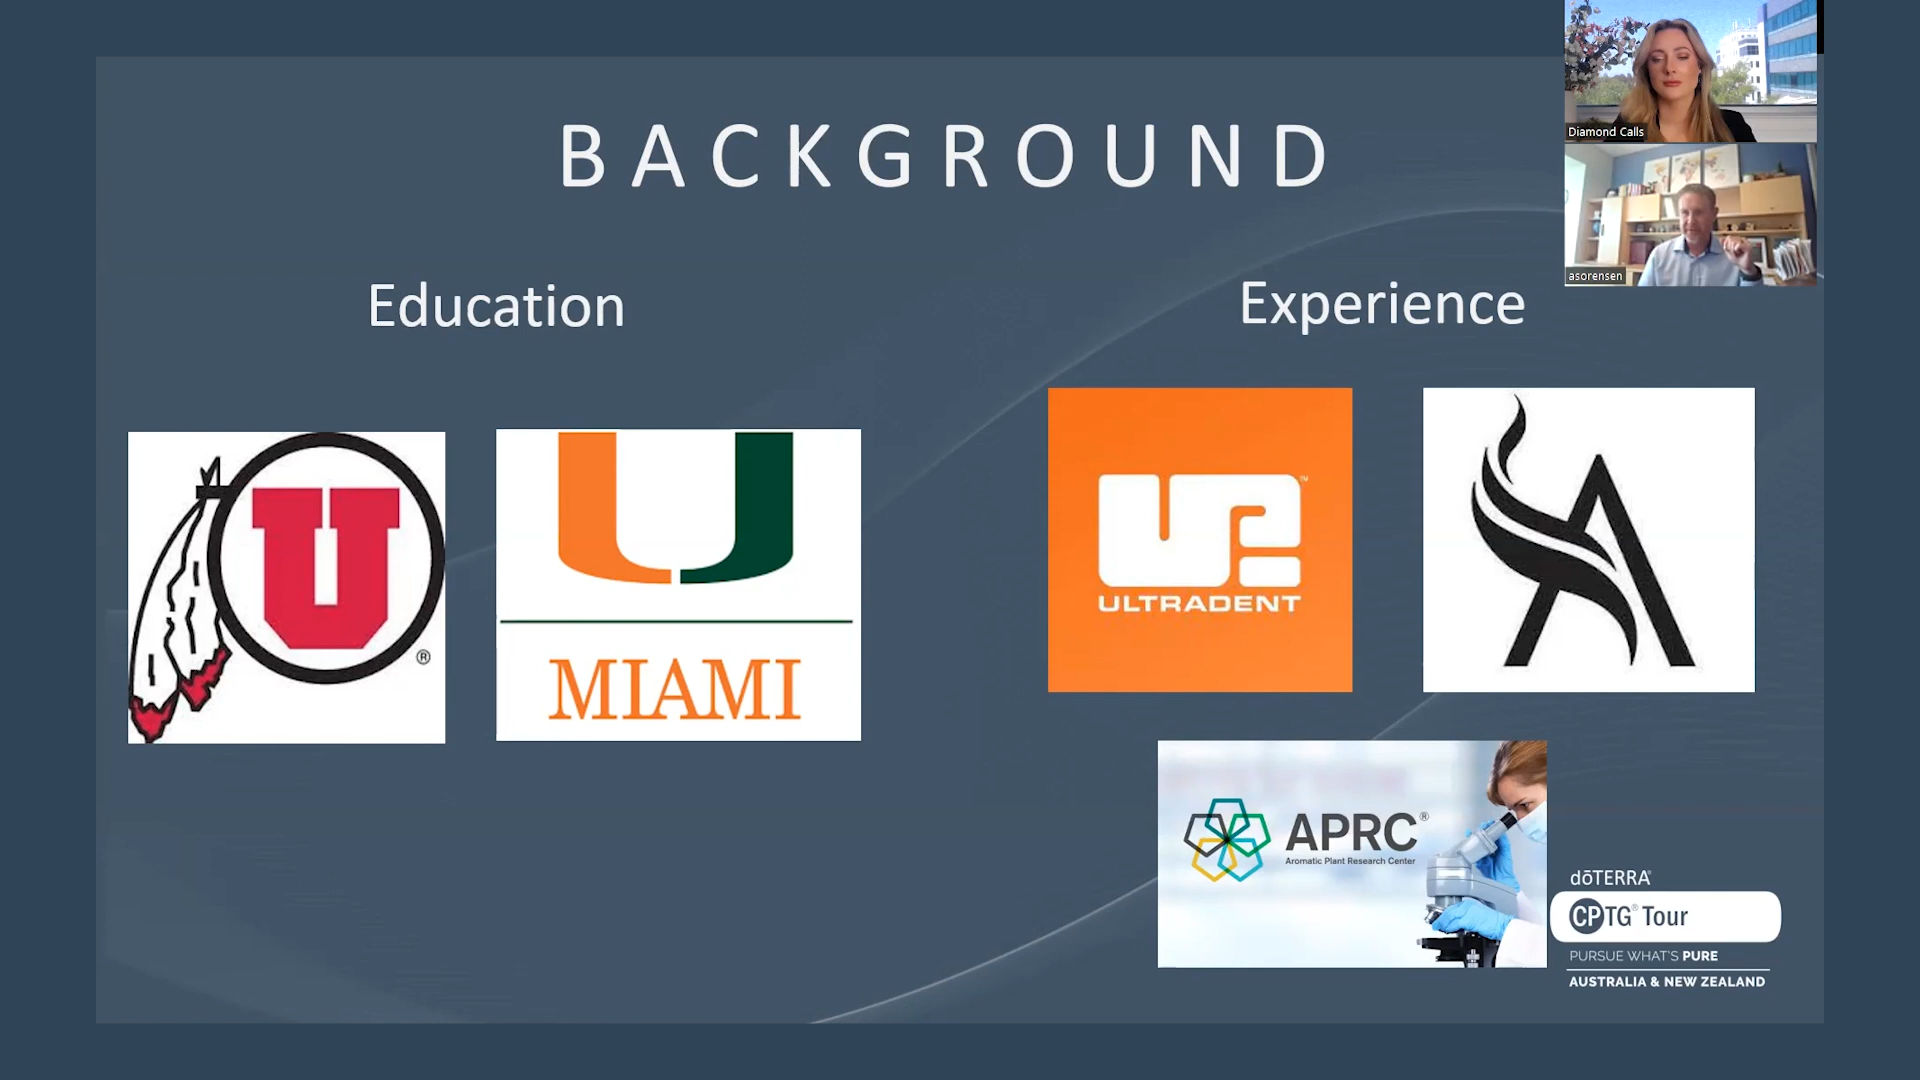 BACKGROUND
Diamond Calls
asorensen
Education
Experience
U
®
U
MIAMI
™
ULTRADENT
A
APRC®
Aromatic Plant Research Center
dōTERRA®
CPTG® Tour
PURSUE WHAT'S PURE
AUSTRALIA & NEW ZEALAND